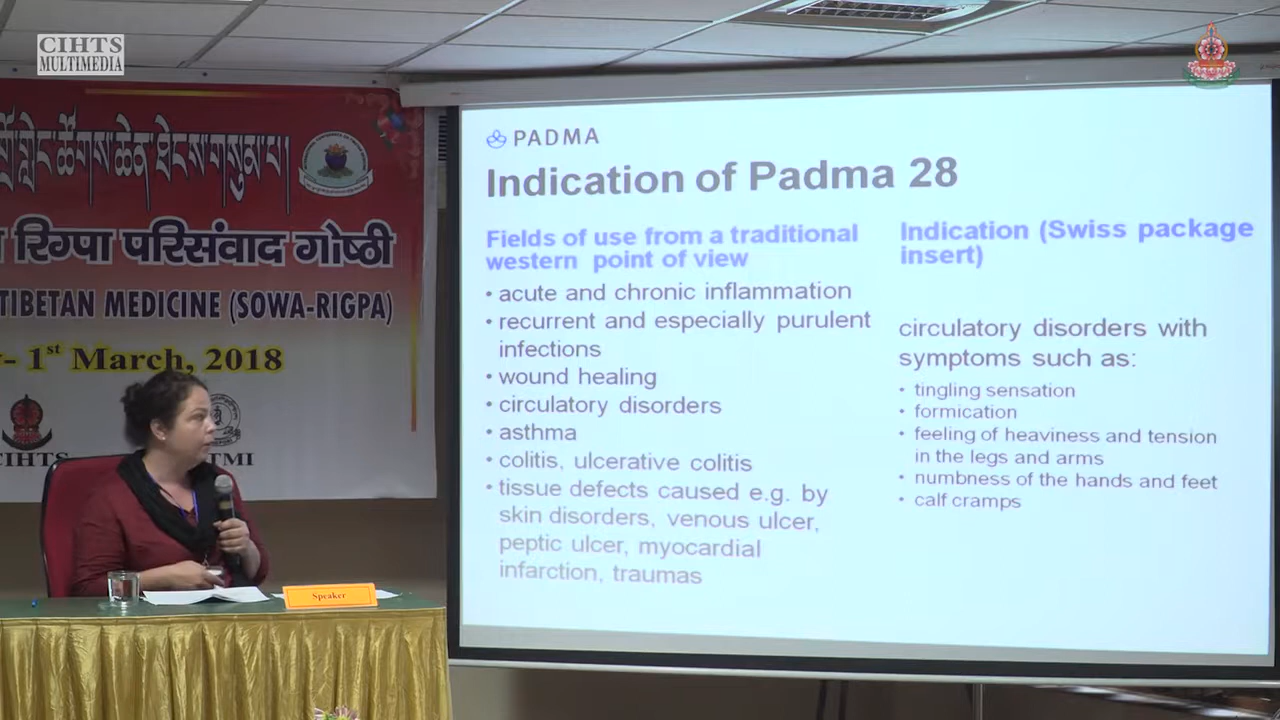 CIHTS
MULTIMEDIA
रिग्पा परिसंवाद गोष्ठी
TIBETAN MEDICINE (SOWA-RIGPA)
1st March, 2018
CIHTS
TMI
Speaker
PADMA
Indication of Padma 28
Fields of use from a traditional
western point of view
• acute and chronic inflammation
• recurrent and especially purulent
infections
• wound healing
• circulatory disorders
• asthma
• colitis, ulcerative colitis
• tissue defects caused e.g. by
skin disorders, venous ulcer,
peptic ulcer, myocardial
infarction, traumas
Indication (Swiss package
insert)
circulatory disorders with
symptoms such as:
• tingling sensation
• formication
• feeling of heaviness and tension
in the legs and arms
• numbness of the hands and feet
• calf cramps